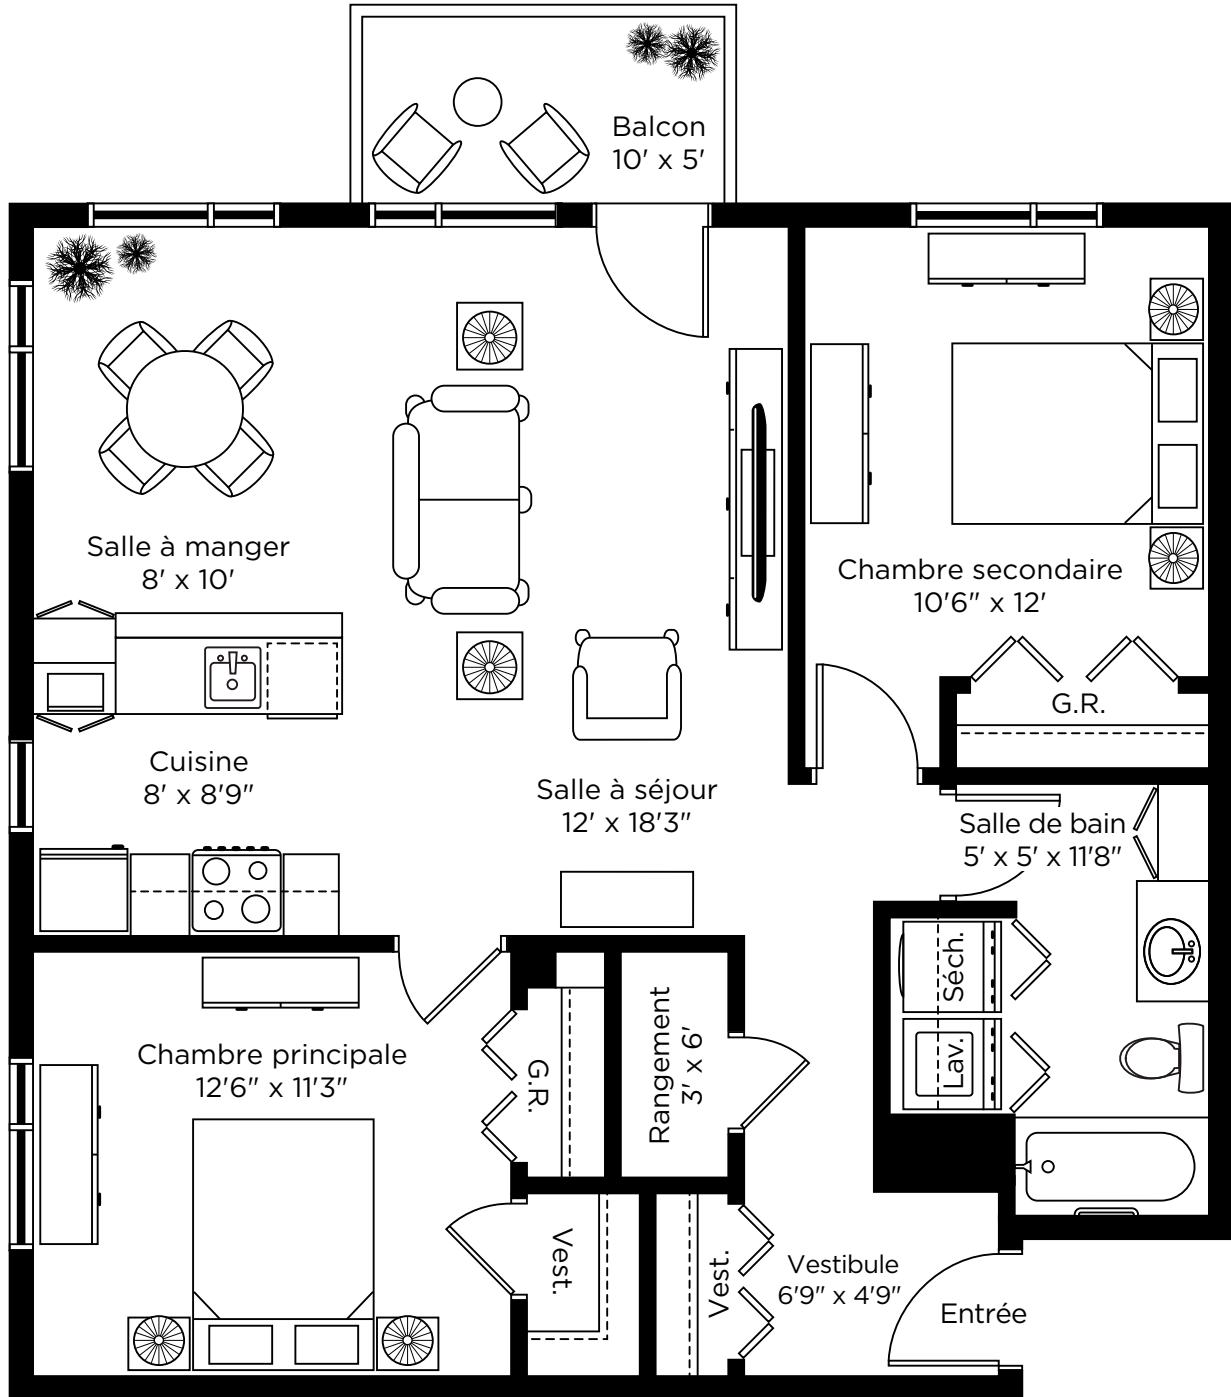 Balcon
10' x 5'
Salle à manger
8' x 10'
Chambre secondaire
10'6" x 12'
G.R.
Cuisine
8' x 8'9"
Salle à séjour
12' x 18'3"
Salle de bain
5' x 5' x 11'8"
Séch.
Lav.
Chambre principale
12'6" x 11'3"
G.R.
Rangement
3' x 6'
Vest.
Vest.
Vestibule
6'9" x 4'9"
Entrée